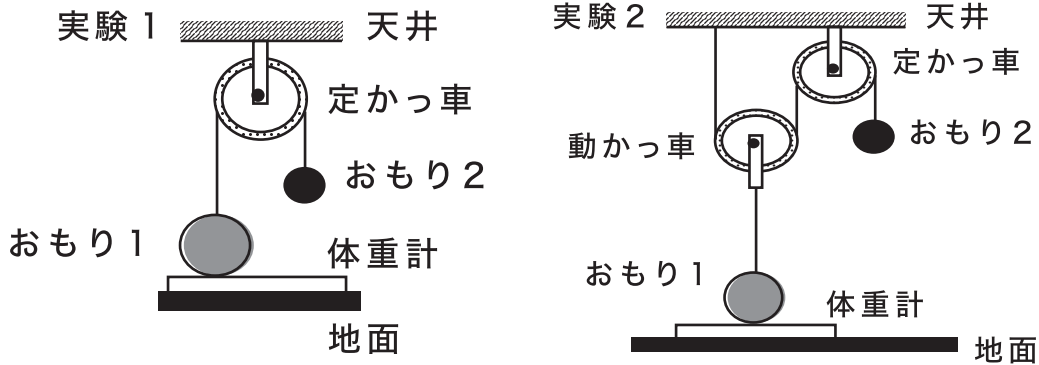 実験1
天井
定かっ車
おもり2
おもり1
体重計
地面
実験2
天井
定かっ車
動かっ車
おもり2
おもり1
体重計
地面